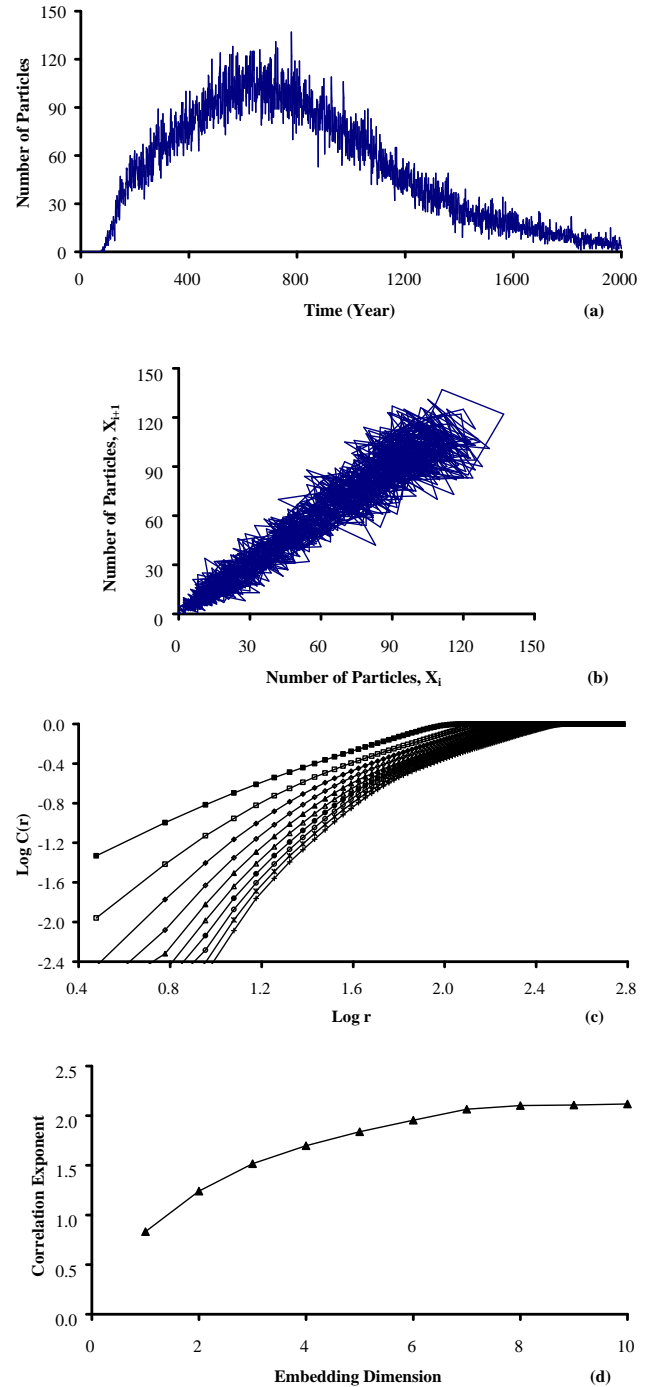 150
120
90
60
30
0
Number of Particles
0 400 800 1200 1600 2000
Time (Year) (a)
150
120
90
60
30
0
Number of Particles, Xi+1
0 30 60 90 120 150
Number of Particles, Xi (b)
0.0
-0.4
-0.8
-1.2
-1.6
-2.0
-2.4
Log C(r)
0.4 0.8 1.2 1.6 2.0 2.4 2.8
Log r (c)
2.5
2.0
1.5
1.0
0.5
0.0
Correlation Exponent
0 2 4 6 8 10
Embedding Dimension (d)